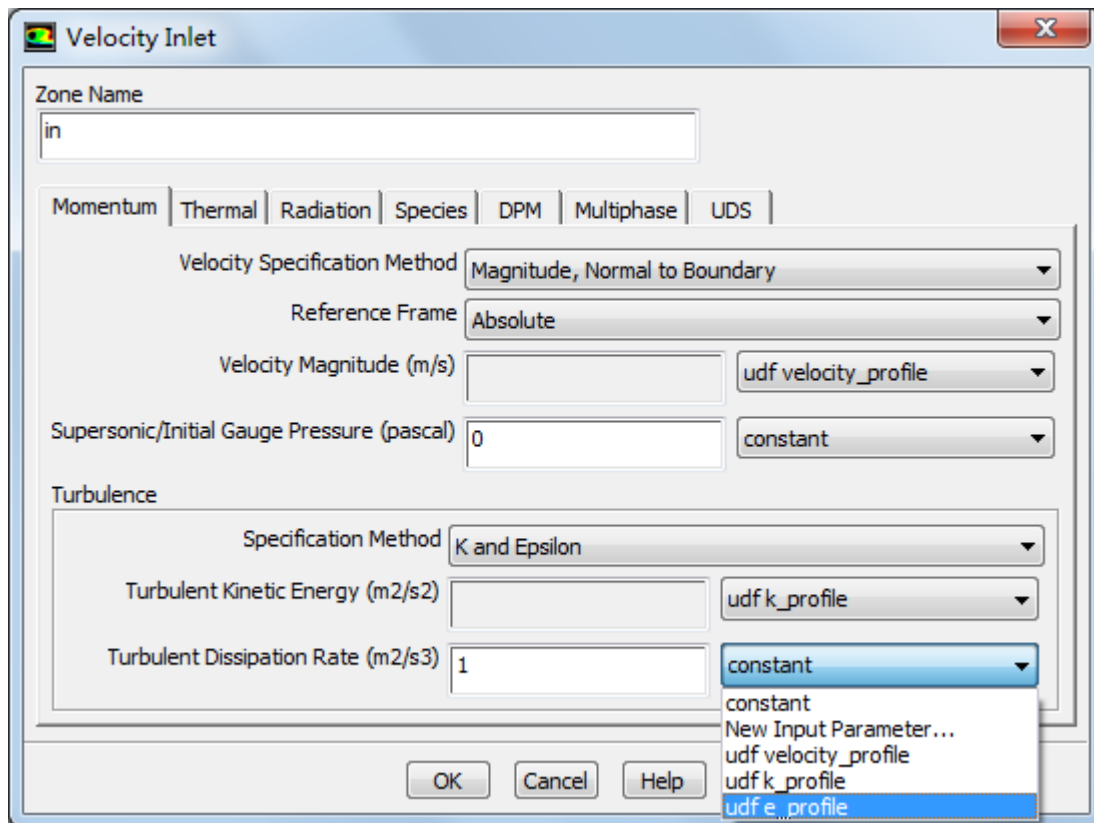 Velocity Inlet
Zone Name
in
Momentum Thermal Radiation Species DPM Multiphase UDS
Velocity Specification Method Magnitude, Normal to Boundary
Reference Frame Absolute
Velocity Magnitude (m/s) udf velocity_profile
Supersonic/Initial Gauge Pressure (pascal) 0 constant
Turbulence
Specification Method K and Epsilon
Turbulent Kinetic Energy (m2/s2) udf k_profile
Turbulent Dissipation Rate (m2/s3) 1 constant
constant
New Input Parameter...
udf velocity_profile
udf k_profile
udf e_profile
OK Cancel Help